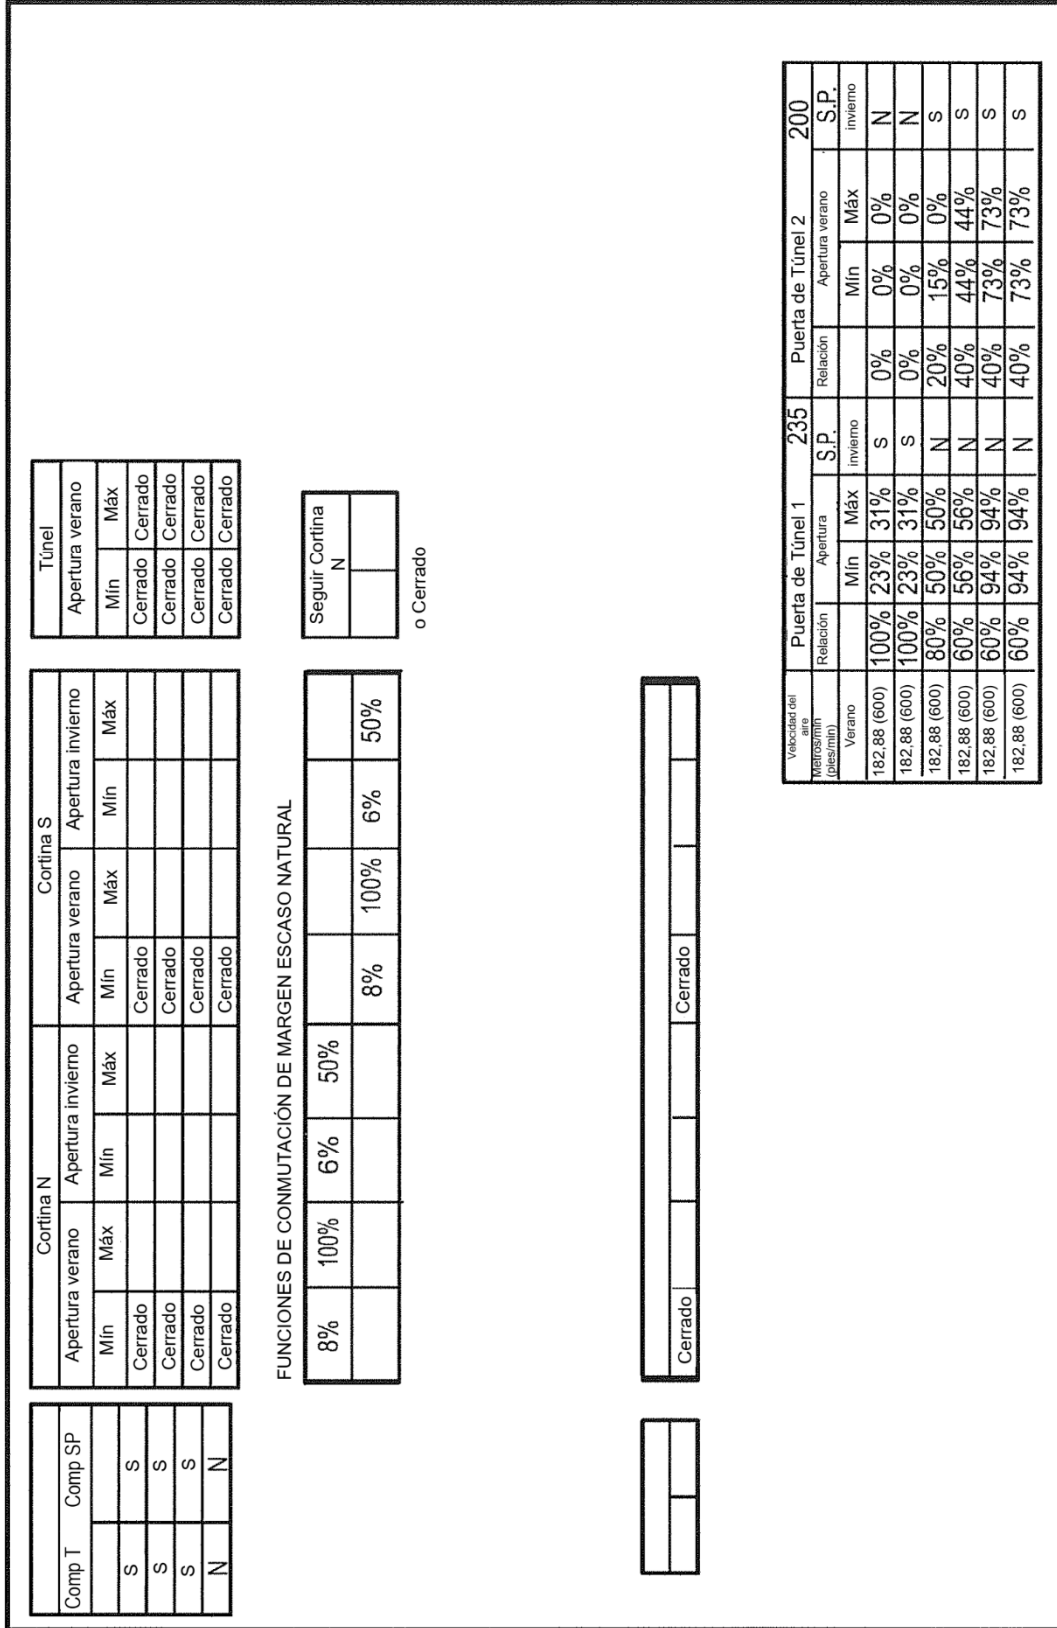 Comp T Comp SP
S S
S S
S S
N N
Cortina N Cortina S
Apertura verano Apertura invierno Apertura verano Apertura invierno
Mín Máx Mín Máx Mín Máx Mín Máx
Cerrado Cerrado
Cerrado Cerrado
Cerrado Cerrado
Cerrado Cerrado
Túnel
Apertura verano
Mín Máx
Cerrado Cerrado
Cerrado Cerrado
Cerrado Cerrado
Cerrado Cerrado
FUNCIONES DE CONMUTACIÓN DE MARGEN ESCASO NATURAL
8% 100% 6% 50%
8% 100% 6% 50%
Seguir Cortina
N
o Cerrado
Cerrado Cerrado
Velocidad del aire Puerta de Túnel 1 235 Puerta de Túnel 2 200
Metros/min (pies/min) Relación Apertura S.P. Relación Apertura verano S.P.
Verano Mín Máx invierno Mín Máx invierno
182,88 (600) 100% 23% 31% S 0% 0% 0% N
182,88 (600) 100% 23% 31% S 0% 0% 0% N
182,88 (600) 80% 50% 50% N 20% 15% 0% S
182,88 (600) 60% 56% 56% N 40% 44% 44% S
182,88 (600) 60% 94% 94% N 40% 73% 73% S
182,88 (600) 60% 94% 94% N 40% 73% 73% S